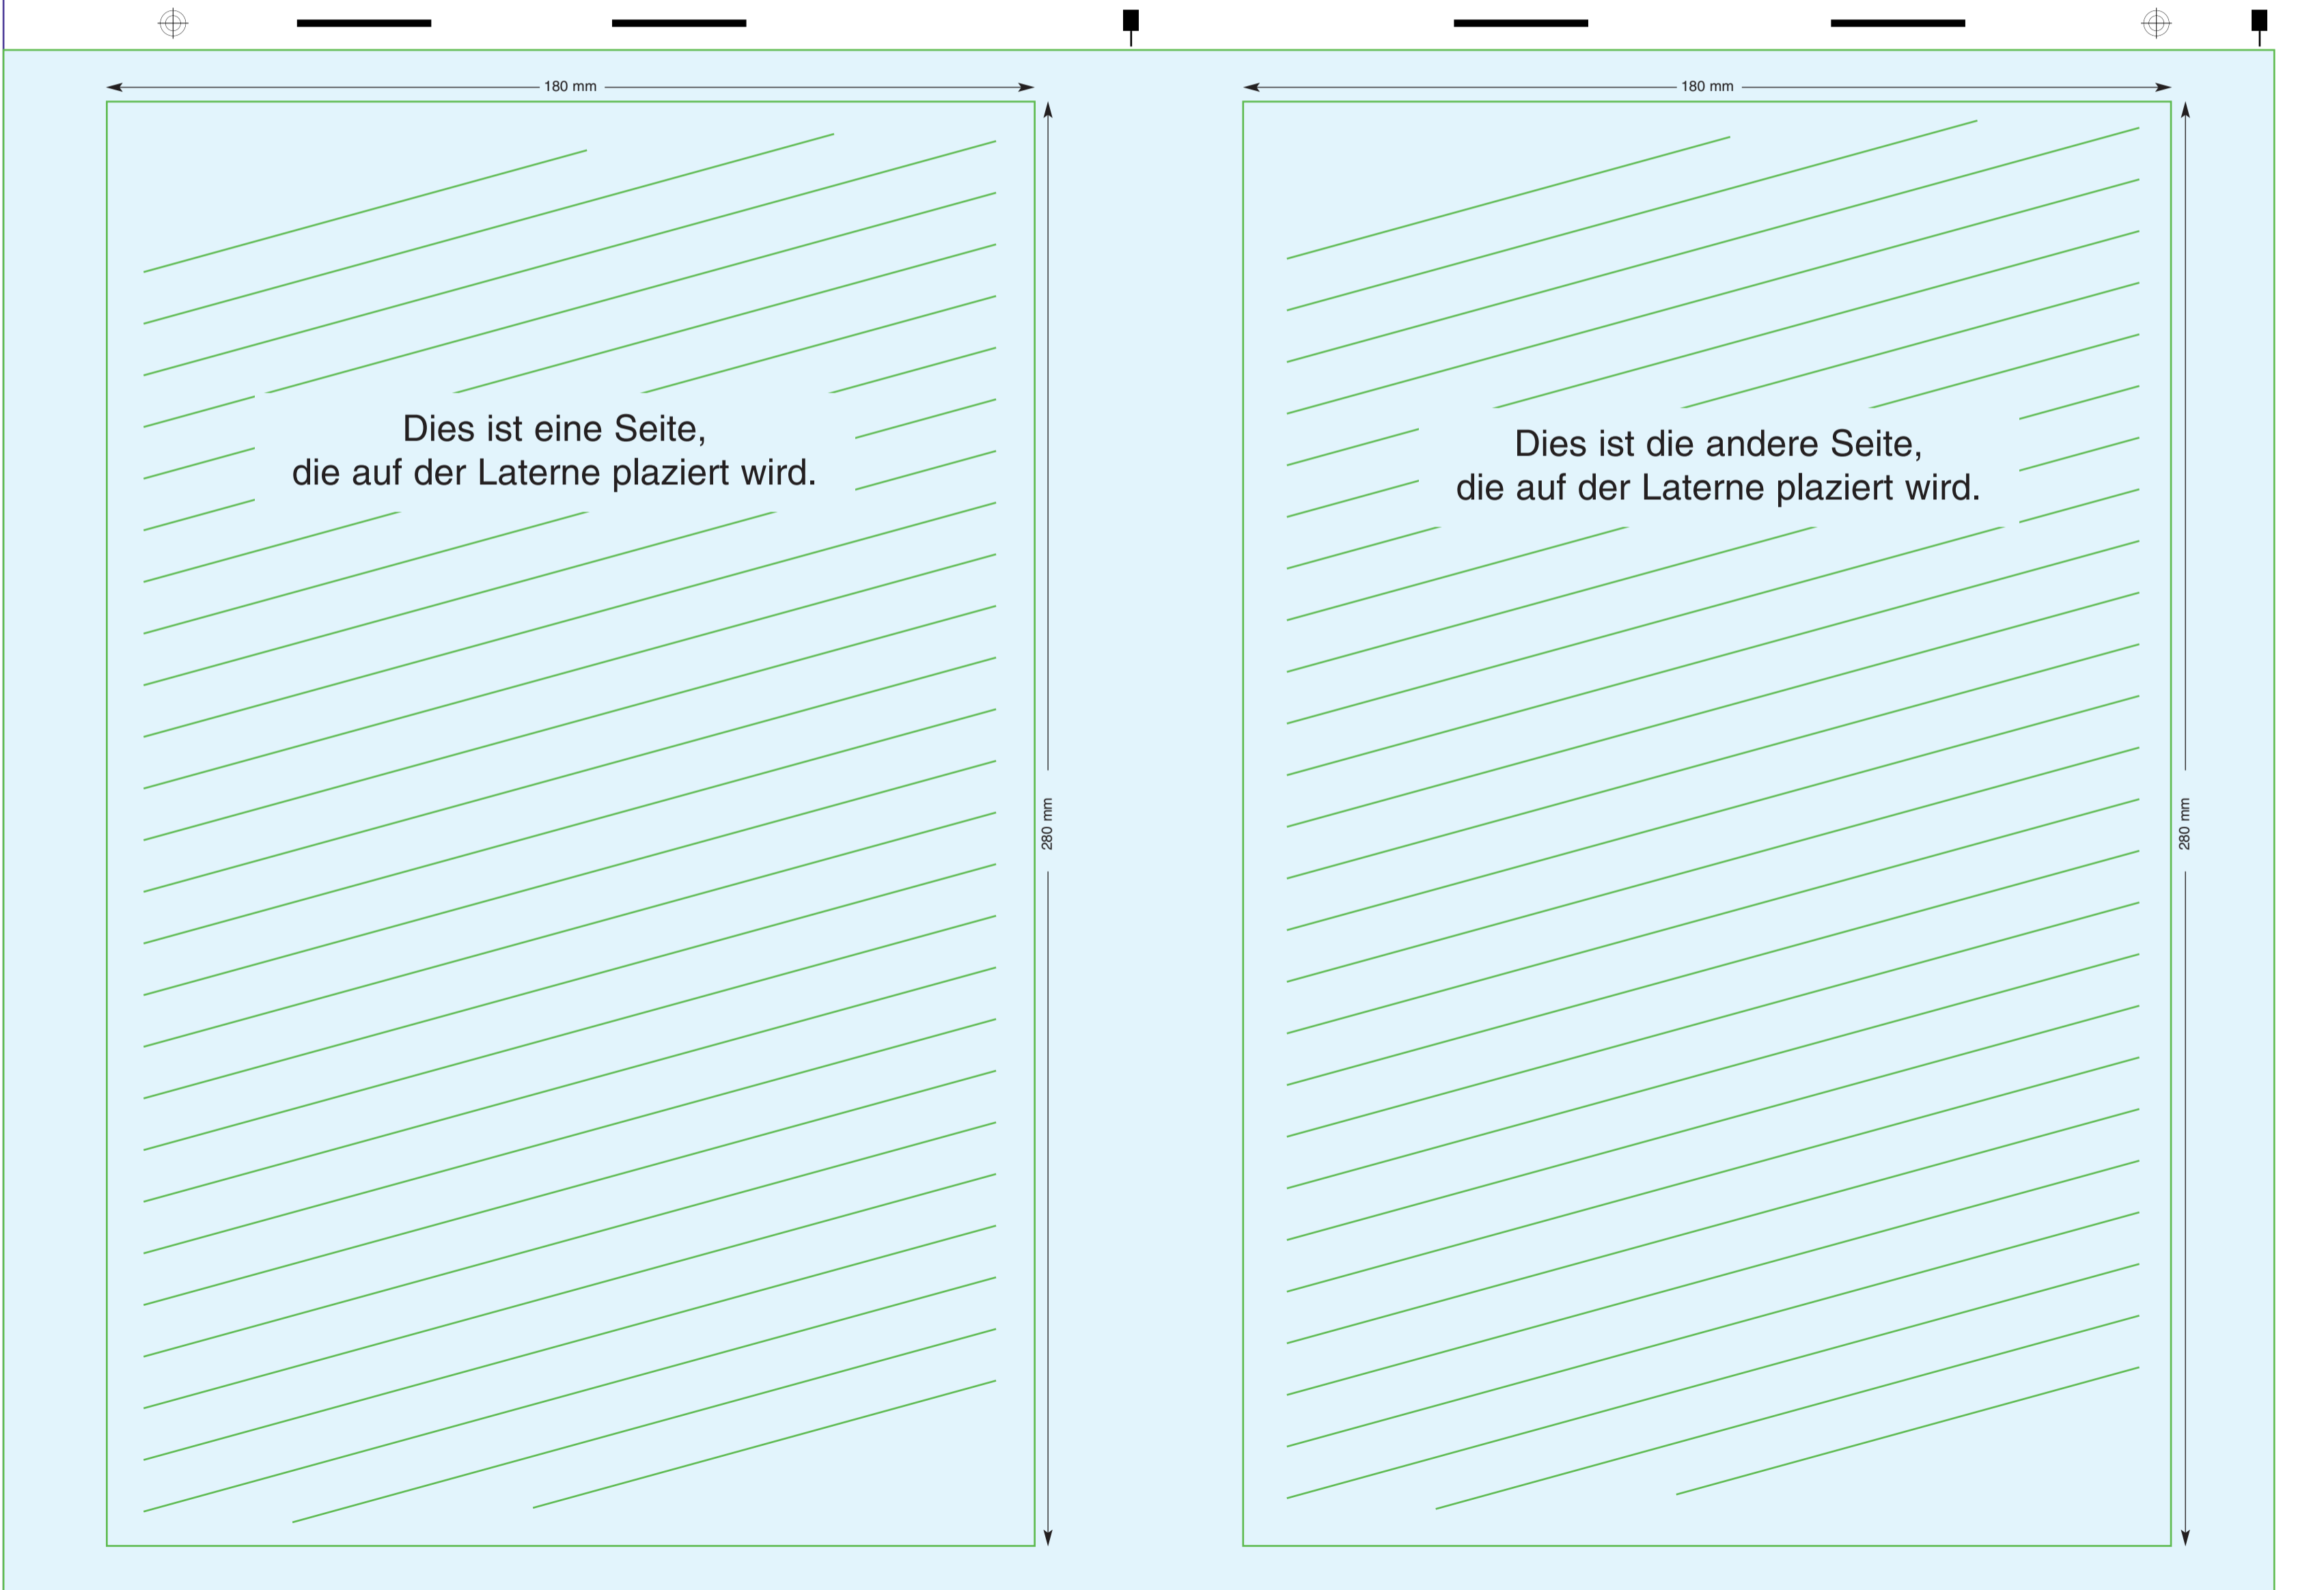 180 mm
180 mm
Dies ist eine Seite,
die auf der Laterne plaziert wird.
280 mm
Dies ist die andere Seite,
die auf der Laterne plaziert wird.
280 mm